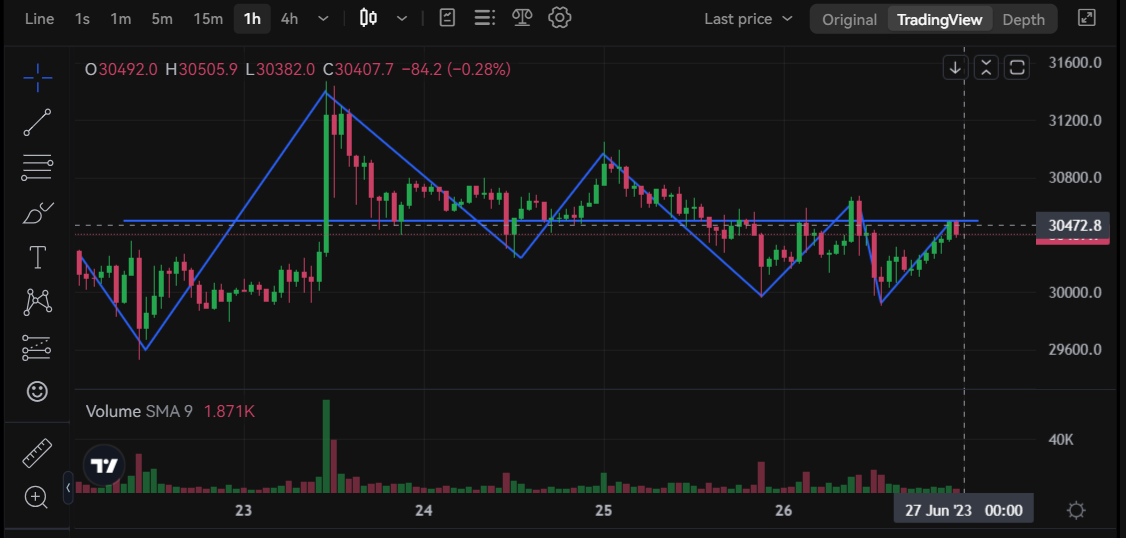 Line 1s 1m 5m 15m 1h 4h Last price Original TradingView Depth
O30492.0 H30505.9 L30382.0 C30407.7 −84.2 (−0.28%)
31600.0
31200.0
30800.0
30472.8
30000.0
29600.0
Volume SMA 9 1.871K
40K
23 24 25 26 27 Jun '23 00:00